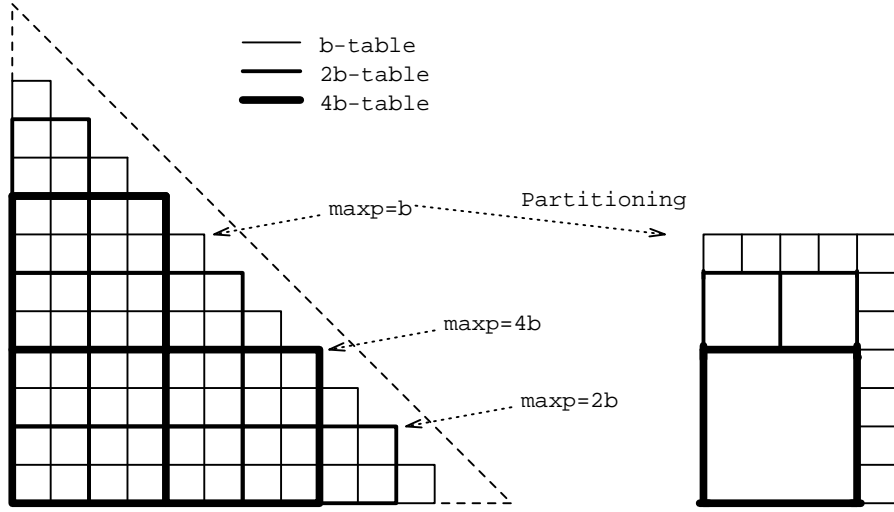 b-table
2b-table
4b-table
Partitioning
maxp=b
maxp=4b
maxp=2b